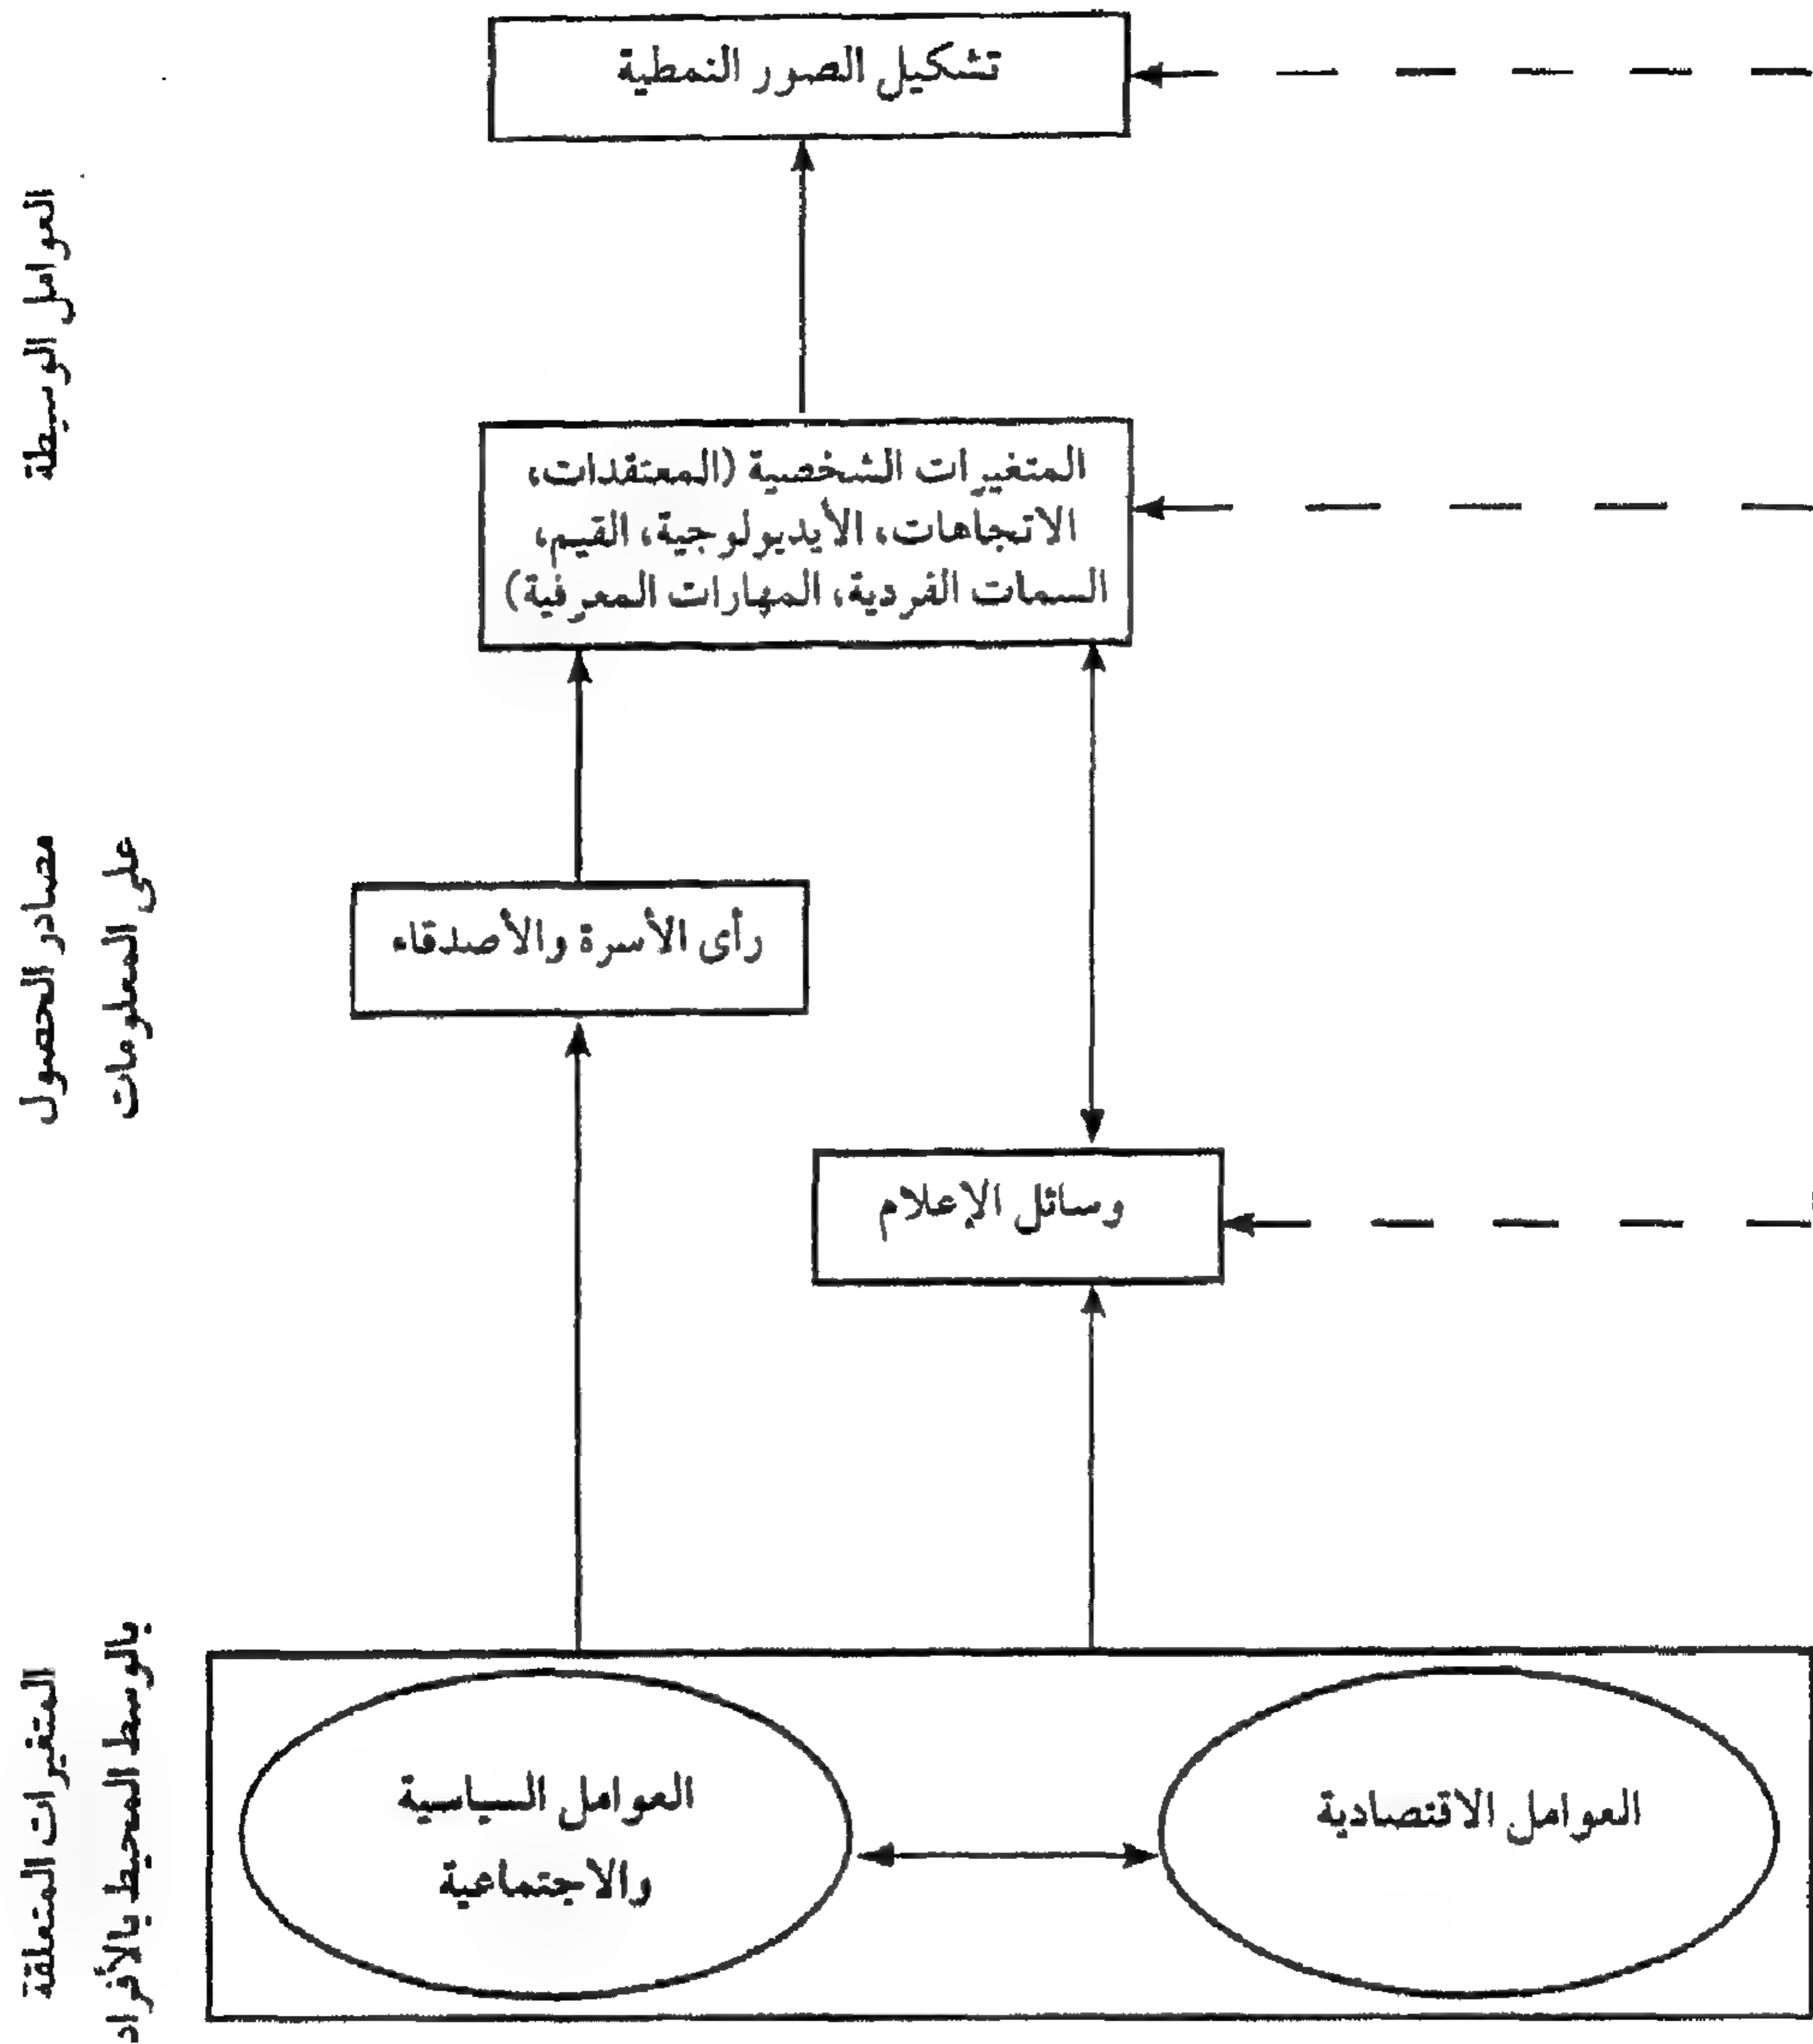 تشكيل الصور النمطية
العوامل الوسيطة
المتغيرات الشخصية (المعتقدات،
الاتجاهات، الأيديولوجية، القيم،
السمات الفردية، المهارات المعرفية)
مصادر الحصول
على المعلومات
رأى الأسرة والأصدقاء
وسائل الإعلام
المتغيرات المتعلقة
بالوسط المحيط بالأفراد
العوامل الاقتصادية
العوامل السياسية
والاجتماعية